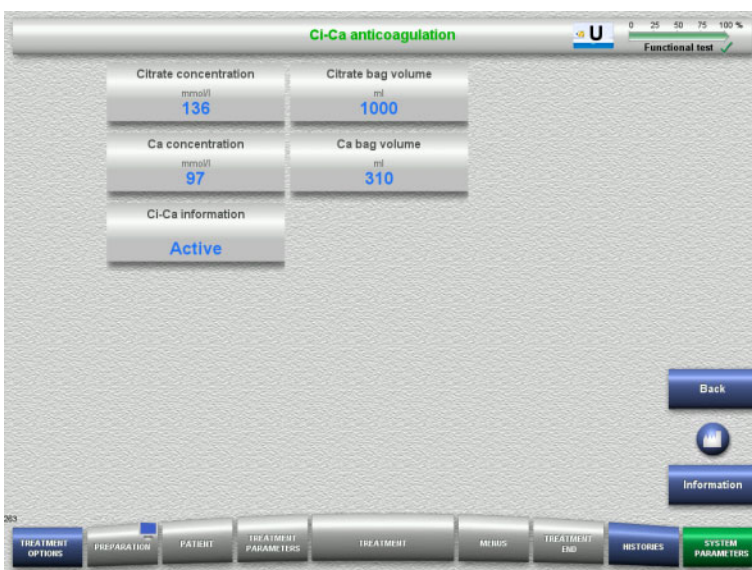 Ci-Ca anticoagulation
U
0 25 50 75 100 %
Functional test
Citrate concentration
mmol/l
136
Citrate bag volume
ml
1000
Ca concentration
mmol/l
97
Ca bag volume
ml
310
Ci-Ca information
Active
Back
Information
263
TREATMENT
OPTIONS
PREPARATION
PATIENT
TREATMENT
PARAMETERS
TREATMENT
MENUS
TREATMENT
END
HISTORIES
SYSTEM
PARAMETERS